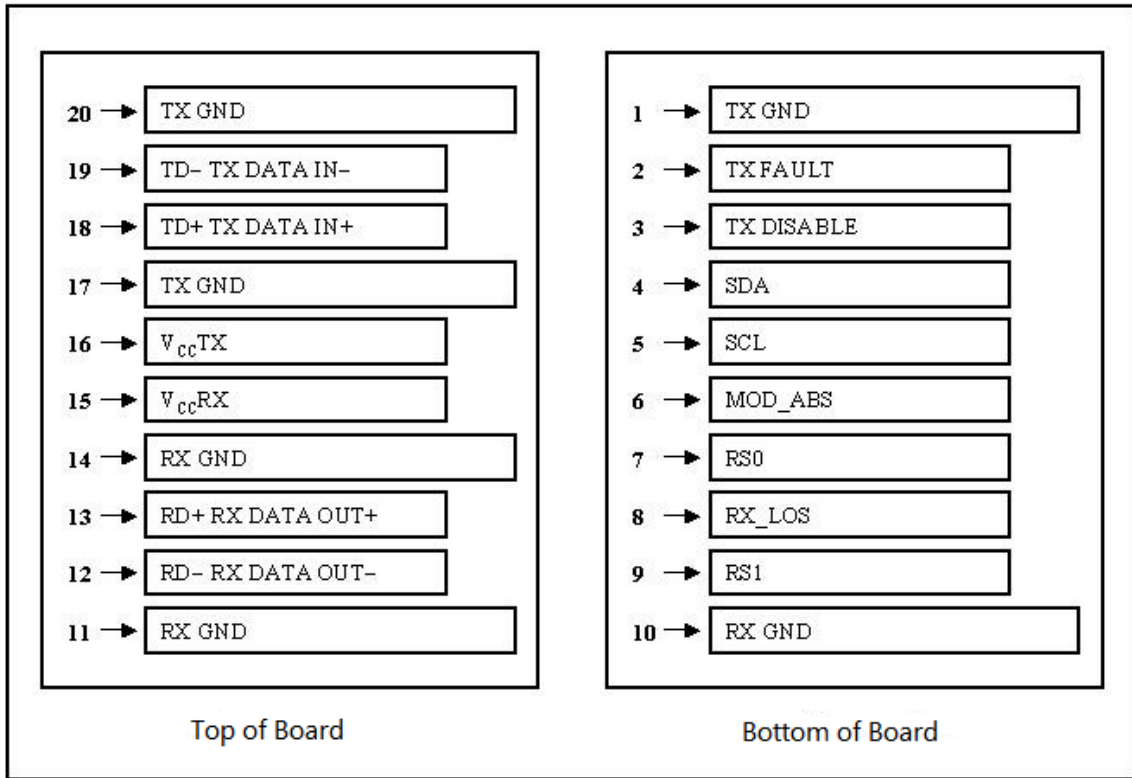 20 TX GND
19 TD− TX DATA IN−
18 TD+ TX DATA IN+
17 TX GND
16 VCCTX
15 VCCRX
14 RX GND
13 RD+ RX DATA OUT+
12 RD− RX DATA OUT−
11 RX GND
Top of Board
1 TX GND
2 TX FAULT
3 TX DISABLE
4 SDA
5 SCL
6 MOD_ABS
7 RS0
8 RX_LOS
9 RS1
10 RX GND
Bottom of Board